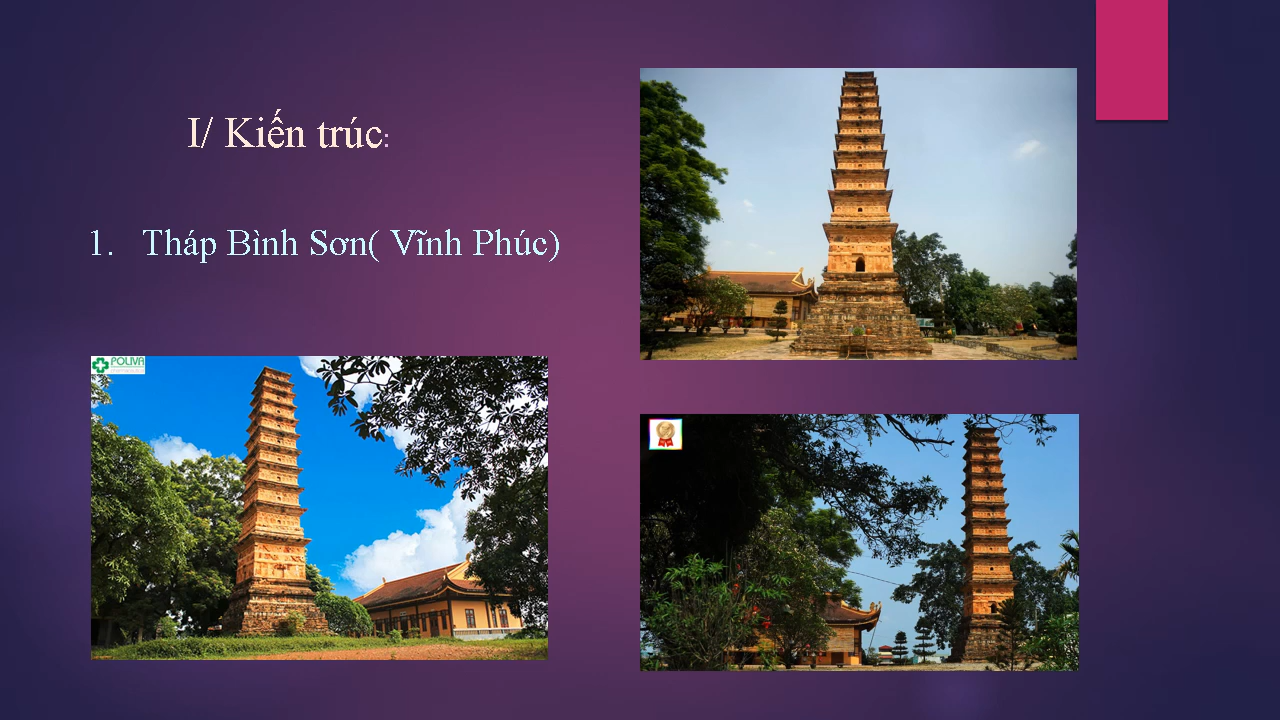 I/ Kiến trúc:
1. Tháp Bình Sơn( Vĩnh Phúc)
POLIVA